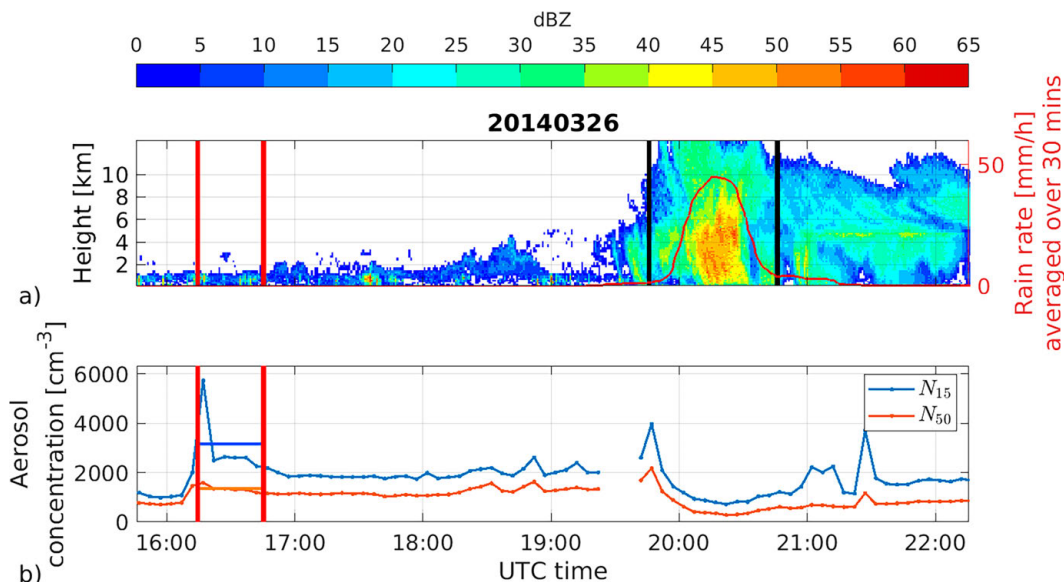 dBZ
0 5 10 15 20 25 30 35 40 45 50 55 60 65
20140326
Height [km]
10
8
6
4
2
50
0
Rain rate [mm/h]
averaged over 30 mins
a)
Aerosol
concentration [cm⁻³]
6000
4000
2000
0
N₁₅
N₅₀
16:00 17:00 18:00 19:00 20:00 21:00 22:00
UTC time
b)